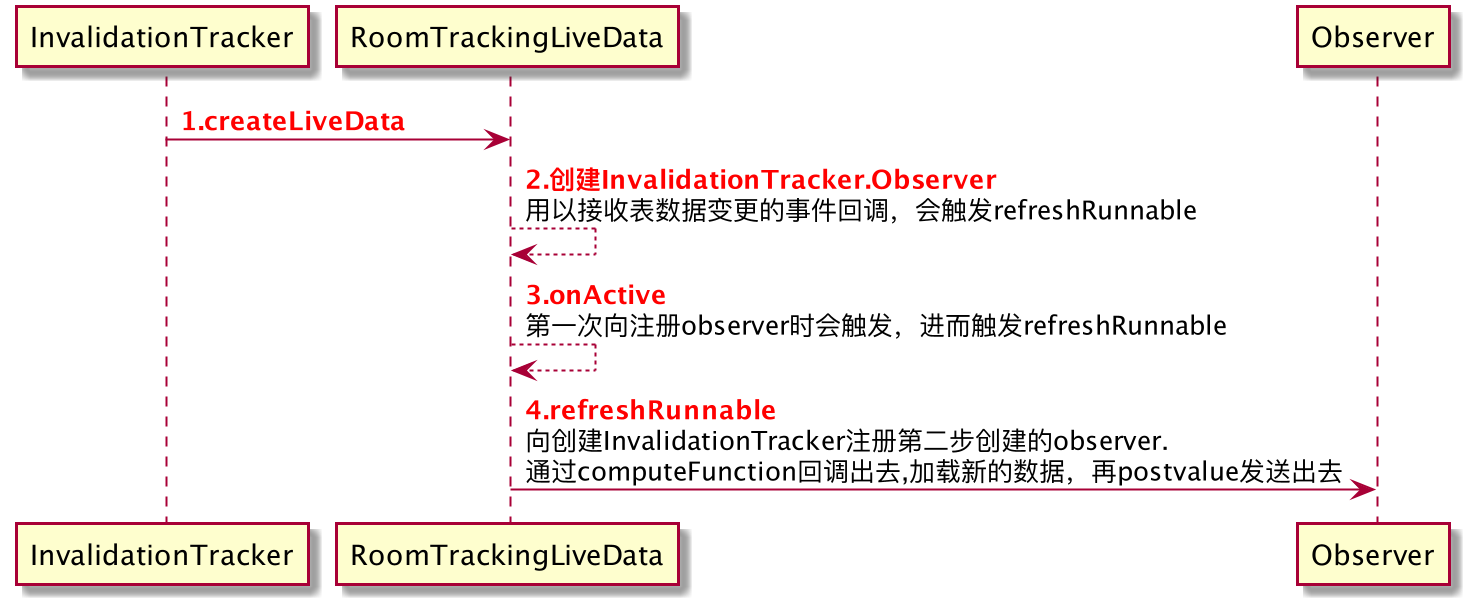 InvalidationTracker
RoomTrackingLiveData
Observer
1.createLiveData
2.创建InvalidationTracker.Observer
用以接收表数据变更的事件回调，会触发refreshRunnable
3.onActive
第一次向注册observer时会触发，进而触发refreshRunnable
4.refreshRunnable
向创建InvalidationTracker注册第二步创建的observer.
通过computeFunction回调出去,加载新的数据，再postvalue发送出去
InvalidationTracker
RoomTrackingLiveData
Observer